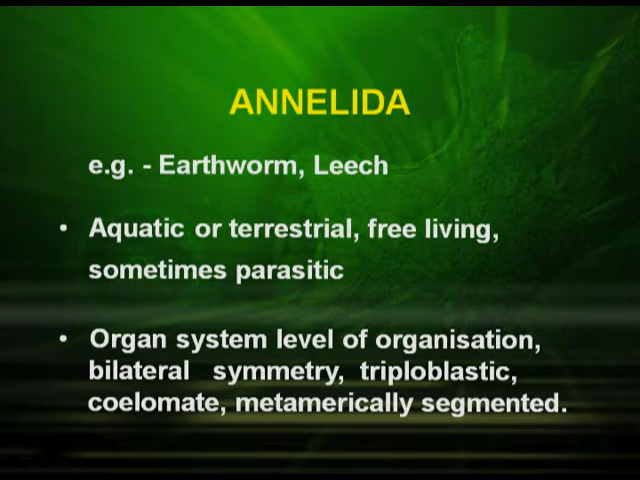 ANNELIDA
e.g. - Earthworm, Leech
• Aquatic or terrestrial, free living,
sometimes parasitic
• Organ system level of organisation,
bilateral symmetry, triploblastic,
coelomate, metamerically segmented.